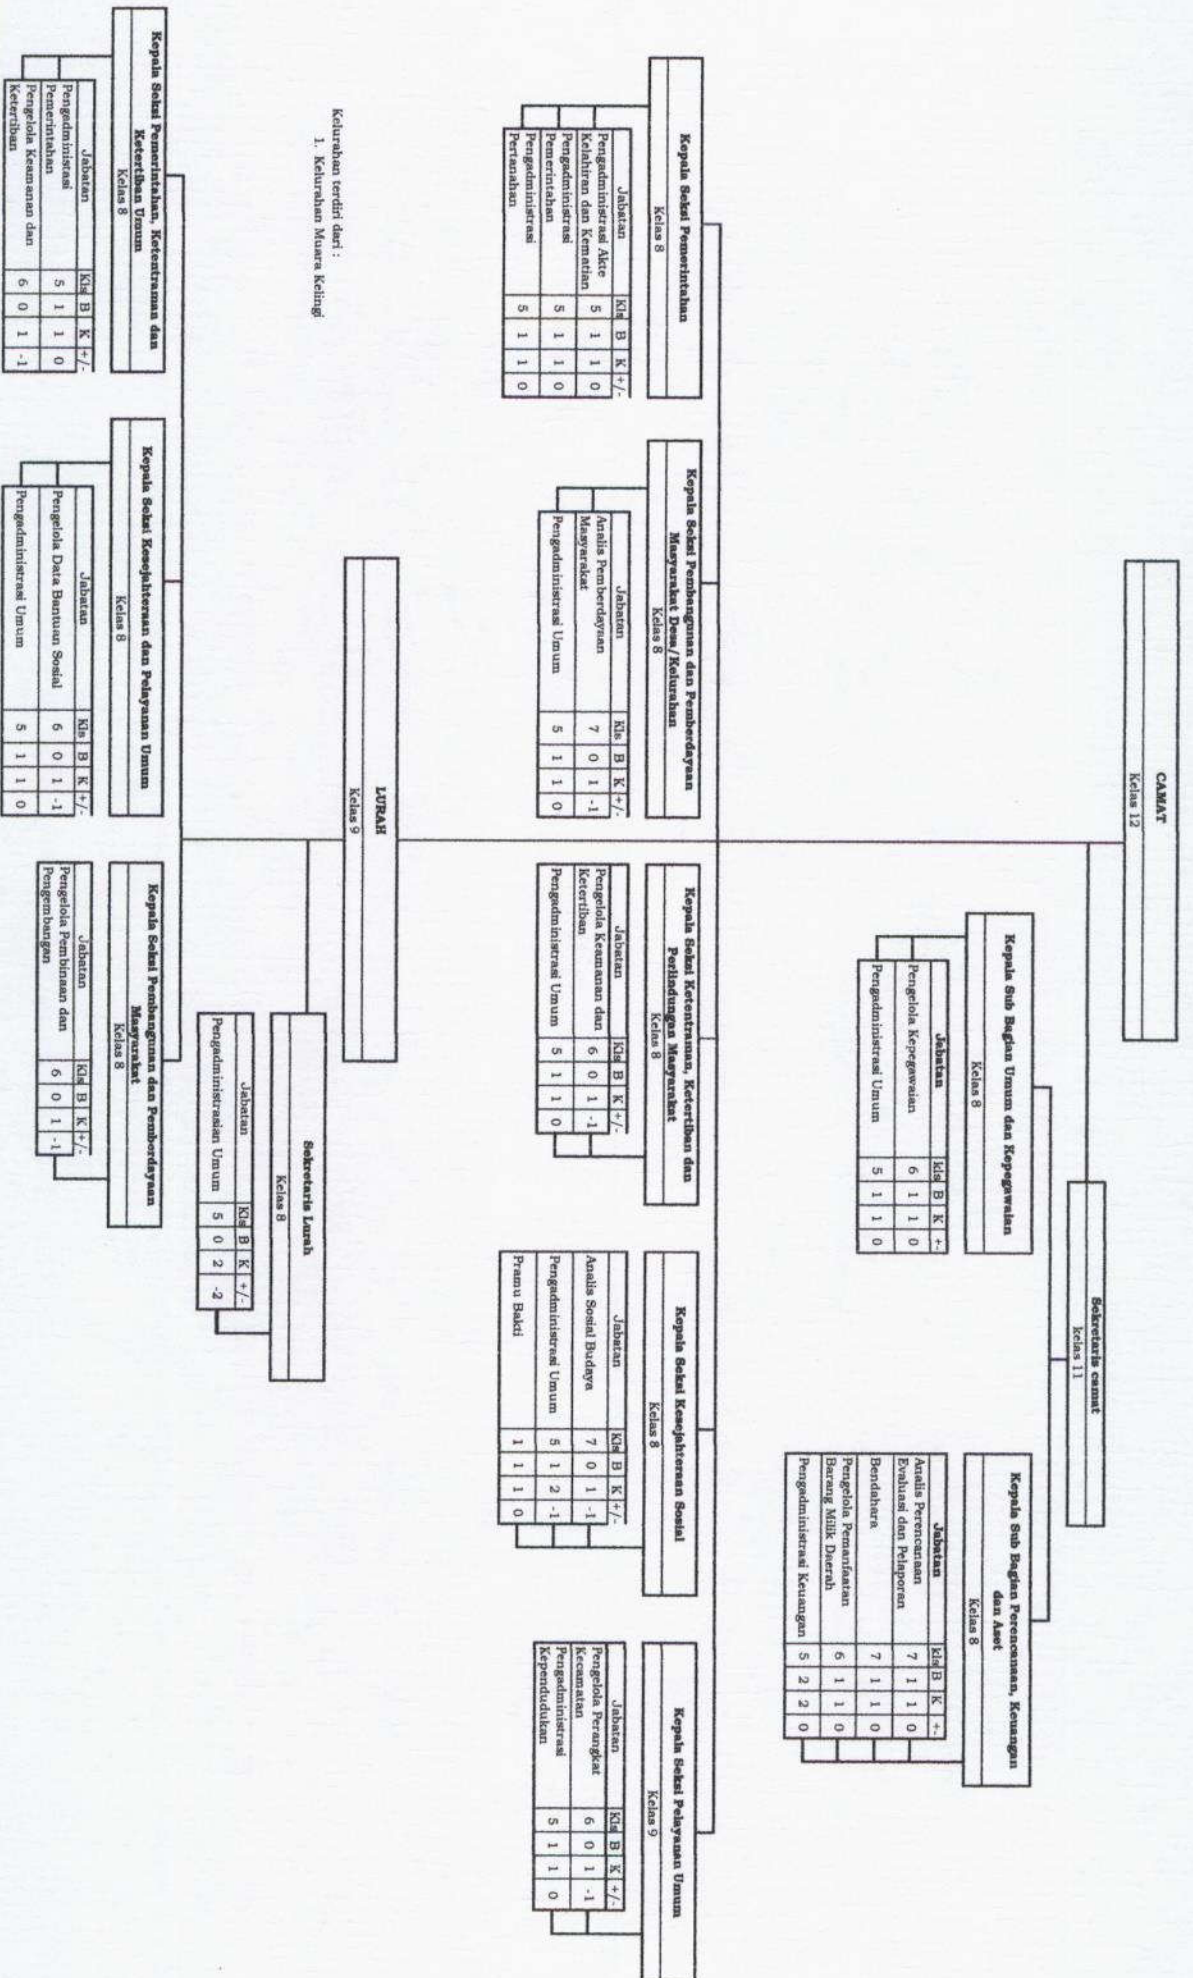 CAMAT
Kelas 12
Sekretaris camat
kelas 11
Kepala Sub Bagian Umum dan Kepegawaian
Kelas 8
Jabatan kls B K +-
Pengelola Kepegawaian 6 1 1 0
Pengadministrasi Umum 5 1 1 0
Kepala Sub Bagian Perencanaan, Keuangan
dan Aset
Kelas 8
Jabatan kls B K +-
Analis Perencanaan
Evaluasi dan Pelaporan 7 1 1 0
Bendahara 7 1 1 0
Pengelola Pemanfaatan
Barang Milik Daerah 6 1 1 0
Pengadministrasi Keuangan 5 2 2 0
Kepala Seksi Pemerintahan
Kelas 8
Jabatan Kls B K +/-
Pengadministrasi Akte
Kelahiran dan Kematian 5 1 1 0
Pengadministrasi
Pemerintahan 5 1 1 0
Pengadministrasi
Pertanahan 5 1 1 0
Kepala Seksi Pembangunan dan Pemberdayaan
Masyarakat Desa/Kelurahan
Kelas 8
Jabatan Kls B K +/-
Analis Pemberdayaan
Masyarakat 7 0 1 -1
Pengadministrasi Umum 5 1 1 0
Kepala Seksi Ketentraman, Ketertiban dan
Perlindungan Masyarakat
Kelas 8
Jabatan Kls B K +/-
Pengelola Keamanan dan
Ketertiban 6 0 1 -1
Pengadministrasi Umum 5 1 1 0
Kepala Seksi Kesejahteraan Sosial
Kelas 8
Jabatan Kls B K +/-
Analis Sosial Budaya 7 0 1 -1
Pengadministrasi Umum 5 1 2 -1
Pramu Bakti 1 1 1 0
Kepala Seksi Pelayanan Umum
Kelas 9
Jabatan Kls B K +/-
Pengelola Perangkat
Kecamatan 6 0 1 -1
Pengadministrasi
Kependudukan 5 1 1 0
Kelurahan terdiri dari :
1. Kelurahan Muara Kelingi
LURAH
Kelas 9
Sekretaris Lurah
Kelas 8
Jabatan Kls B K +/-
Pengadministrasian Umum 5 0 2 -2
Kepala Seksi Pemerintahan, Ketentraman dan
Ketertiban Umum
Kelas 8
Jabatan Kls B K +/-
Pengadministasi
Pemerintahan 5 1 1 0
Pengelola Keamanan dan
Ketertiban 6 0 1 -1
Kepala Seksi Kesejahteraan dan Pelayanan Umum
Kelas 8
Jabatan Kls B K +/-
Pengelola Data Bantuan Sosial 6 0 1 -1
Pengadministrasi Umum 5 1 1 0
Kepala Seksi Pembangunan dan Pemberdayaan
Masyarakat
Kelas 8
Jabatan Kls B K +/-
Pengelola Pembinaan dan
Pengembangan 6 0 1 -1